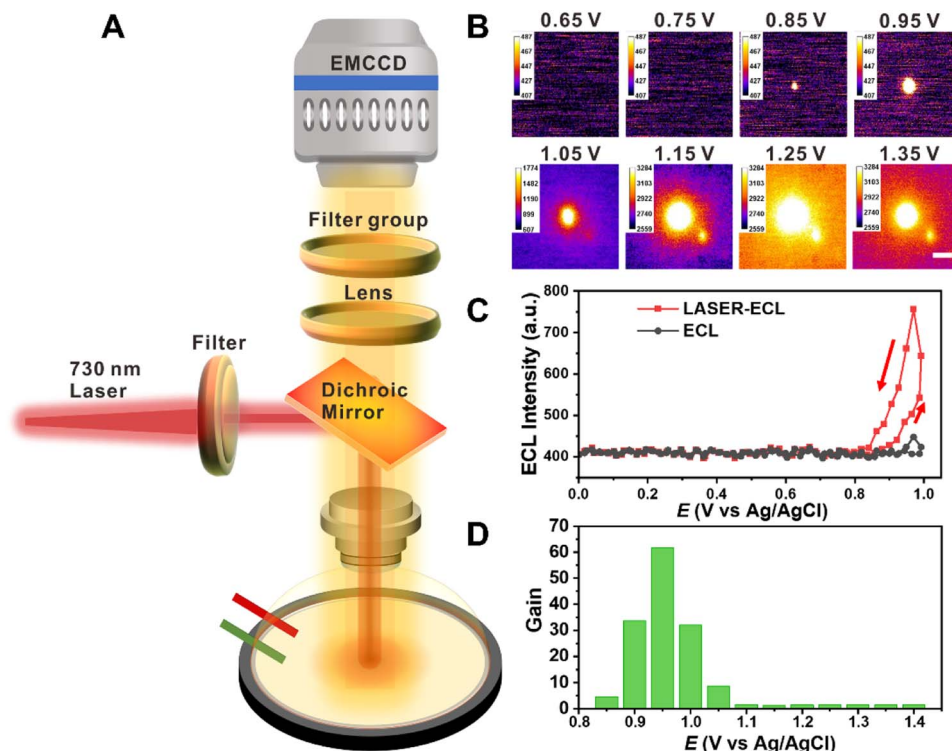 A
EMCCD
Filter group
Lens
Filter
730 nm
Laser
Dichroic
Mirror
B
0.65 V
487
467
447
427
407
0.75 V
487
467
447
427
407
0.85 V
487
467
447
427
407
0.95 V
487
467
447
427
407
1.05 V
1774
1482
1190
899
607
1.15 V
3284
3103
2922
2740
2559
1.25 V
3284
3103
2922
2740
2559
1.35 V
3284
3103
2922
2740
2559
C
ECL Intensity (a.u.)
800
700
600
500
400
LASER-ECL
ECL
0.0 0.2 0.4 0.6 0.8 1.0
E (V vs Ag/AgCl)
D
Gain
70
60
50
40
30
20
10
0
0.8 0.9 1.0 1.1 1.2 1.3 1.4
E (V vs Ag/AgCl)